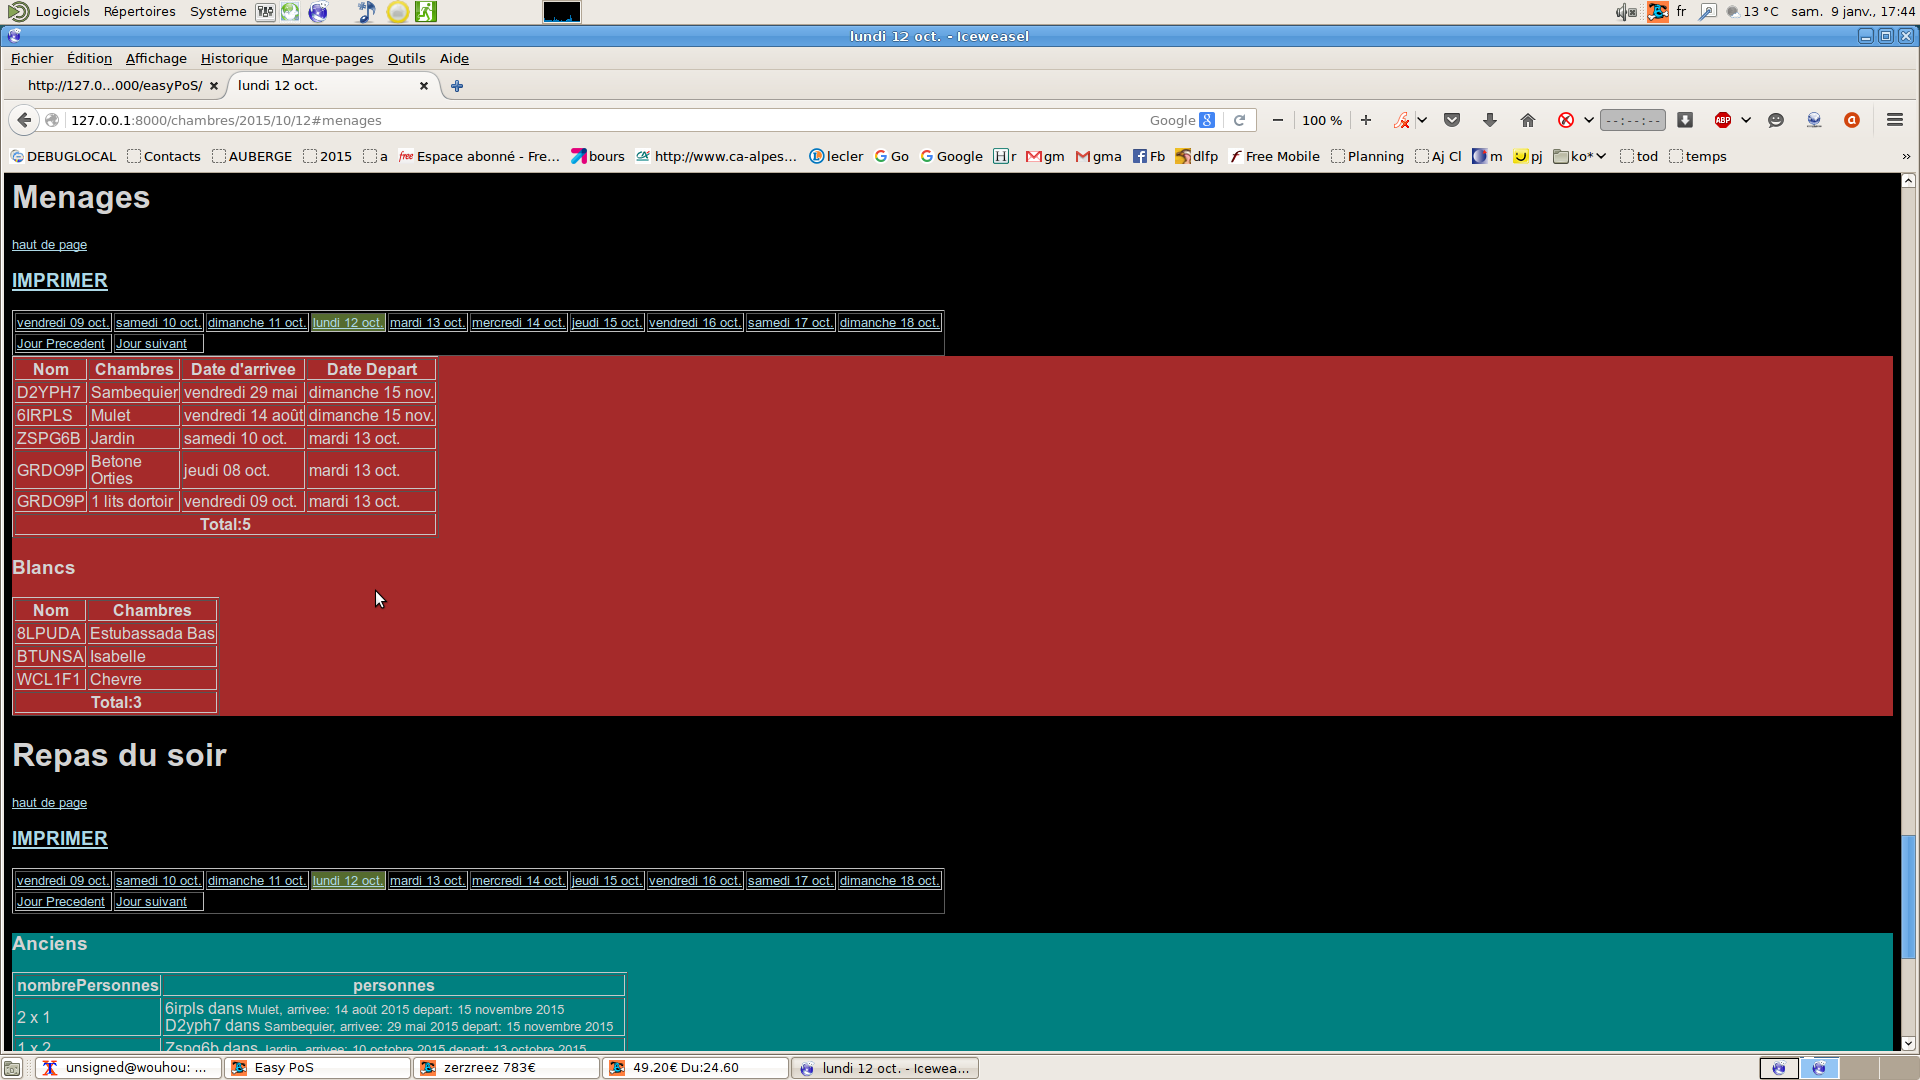 Logiciels Répertoires Système fr 13 °C sam. 9 janv., 17:44
lundi 12 oct. - Iceweasel
Fichier Édition Affichage Historique Marque-pages Outils Aide
http://127.0...000/easyPoS/ lundi 12 oct.
127.0.0.1:8000/chambres/2015/10/12#menages Google 8 100 % --:--:-- ABP a
DEBUGLOCAL Contacts AUBERGE 2015 a free Espace abonné - Fre... bours http://www.ca-alpes... lecler Go Google r gm gma Fb dlfp Free Mobile Planning Aj Cl m pj ko* tod temps »
Menages
haut de page
IMPRIMER
vendredi 09 oct. samedi 10 oct. dimanche 11 oct. lundi 12 oct. mardi 13 oct. mercredi 14 oct. jeudi 15 oct. vendredi 16 oct. samedi 17 oct. dimanche 18 oct.
Jour Precedent Jour suivant
Nom Chambres Date d'arrivee Date Depart
D2YPH7 Sambequier vendredi 29 mai dimanche 15 nov.
6IRPLS Mulet vendredi 14 août dimanche 15 nov.
ZSPG6B Jardin samedi 10 oct. mardi 13 oct.
GRDO9P Betone Orties jeudi 08 oct. mardi 13 oct.
GRDO9P 1 lits dortoir vendredi 09 oct. mardi 13 oct.
Total:5
Blancs
Nom Chambres
8LPUDA Estubassada Bas
BTUNSA Isabelle
WCL1F1 Chevre
Total:3
Repas du soir
haut de page
IMPRIMER
vendredi 09 oct. samedi 10 oct. dimanche 11 oct. lundi 12 oct. mardi 13 oct. mercredi 14 oct. jeudi 15 oct. vendredi 16 oct. samedi 17 oct. dimanche 18 oct.
Jour Precedent Jour suivant
Anciens
nombrePersonnes personnes
2 x 1 6irpls dans Mulet, arrivee: 14 août 2015 depart: 15 novembre 2015
D2yph7 dans Sambequier, arrivee: 29 mai 2015 depart: 15 novembre 2015
1 x 2 Zspg6b dans Jardin, arrivee: 10 octobre 2015 depart: 13 octobre 2015
unsigned@wouhou: ... Easy PoS zerzreez 783€ 49.20€ Du:24.60 lundi 12 oct. - Icewea...